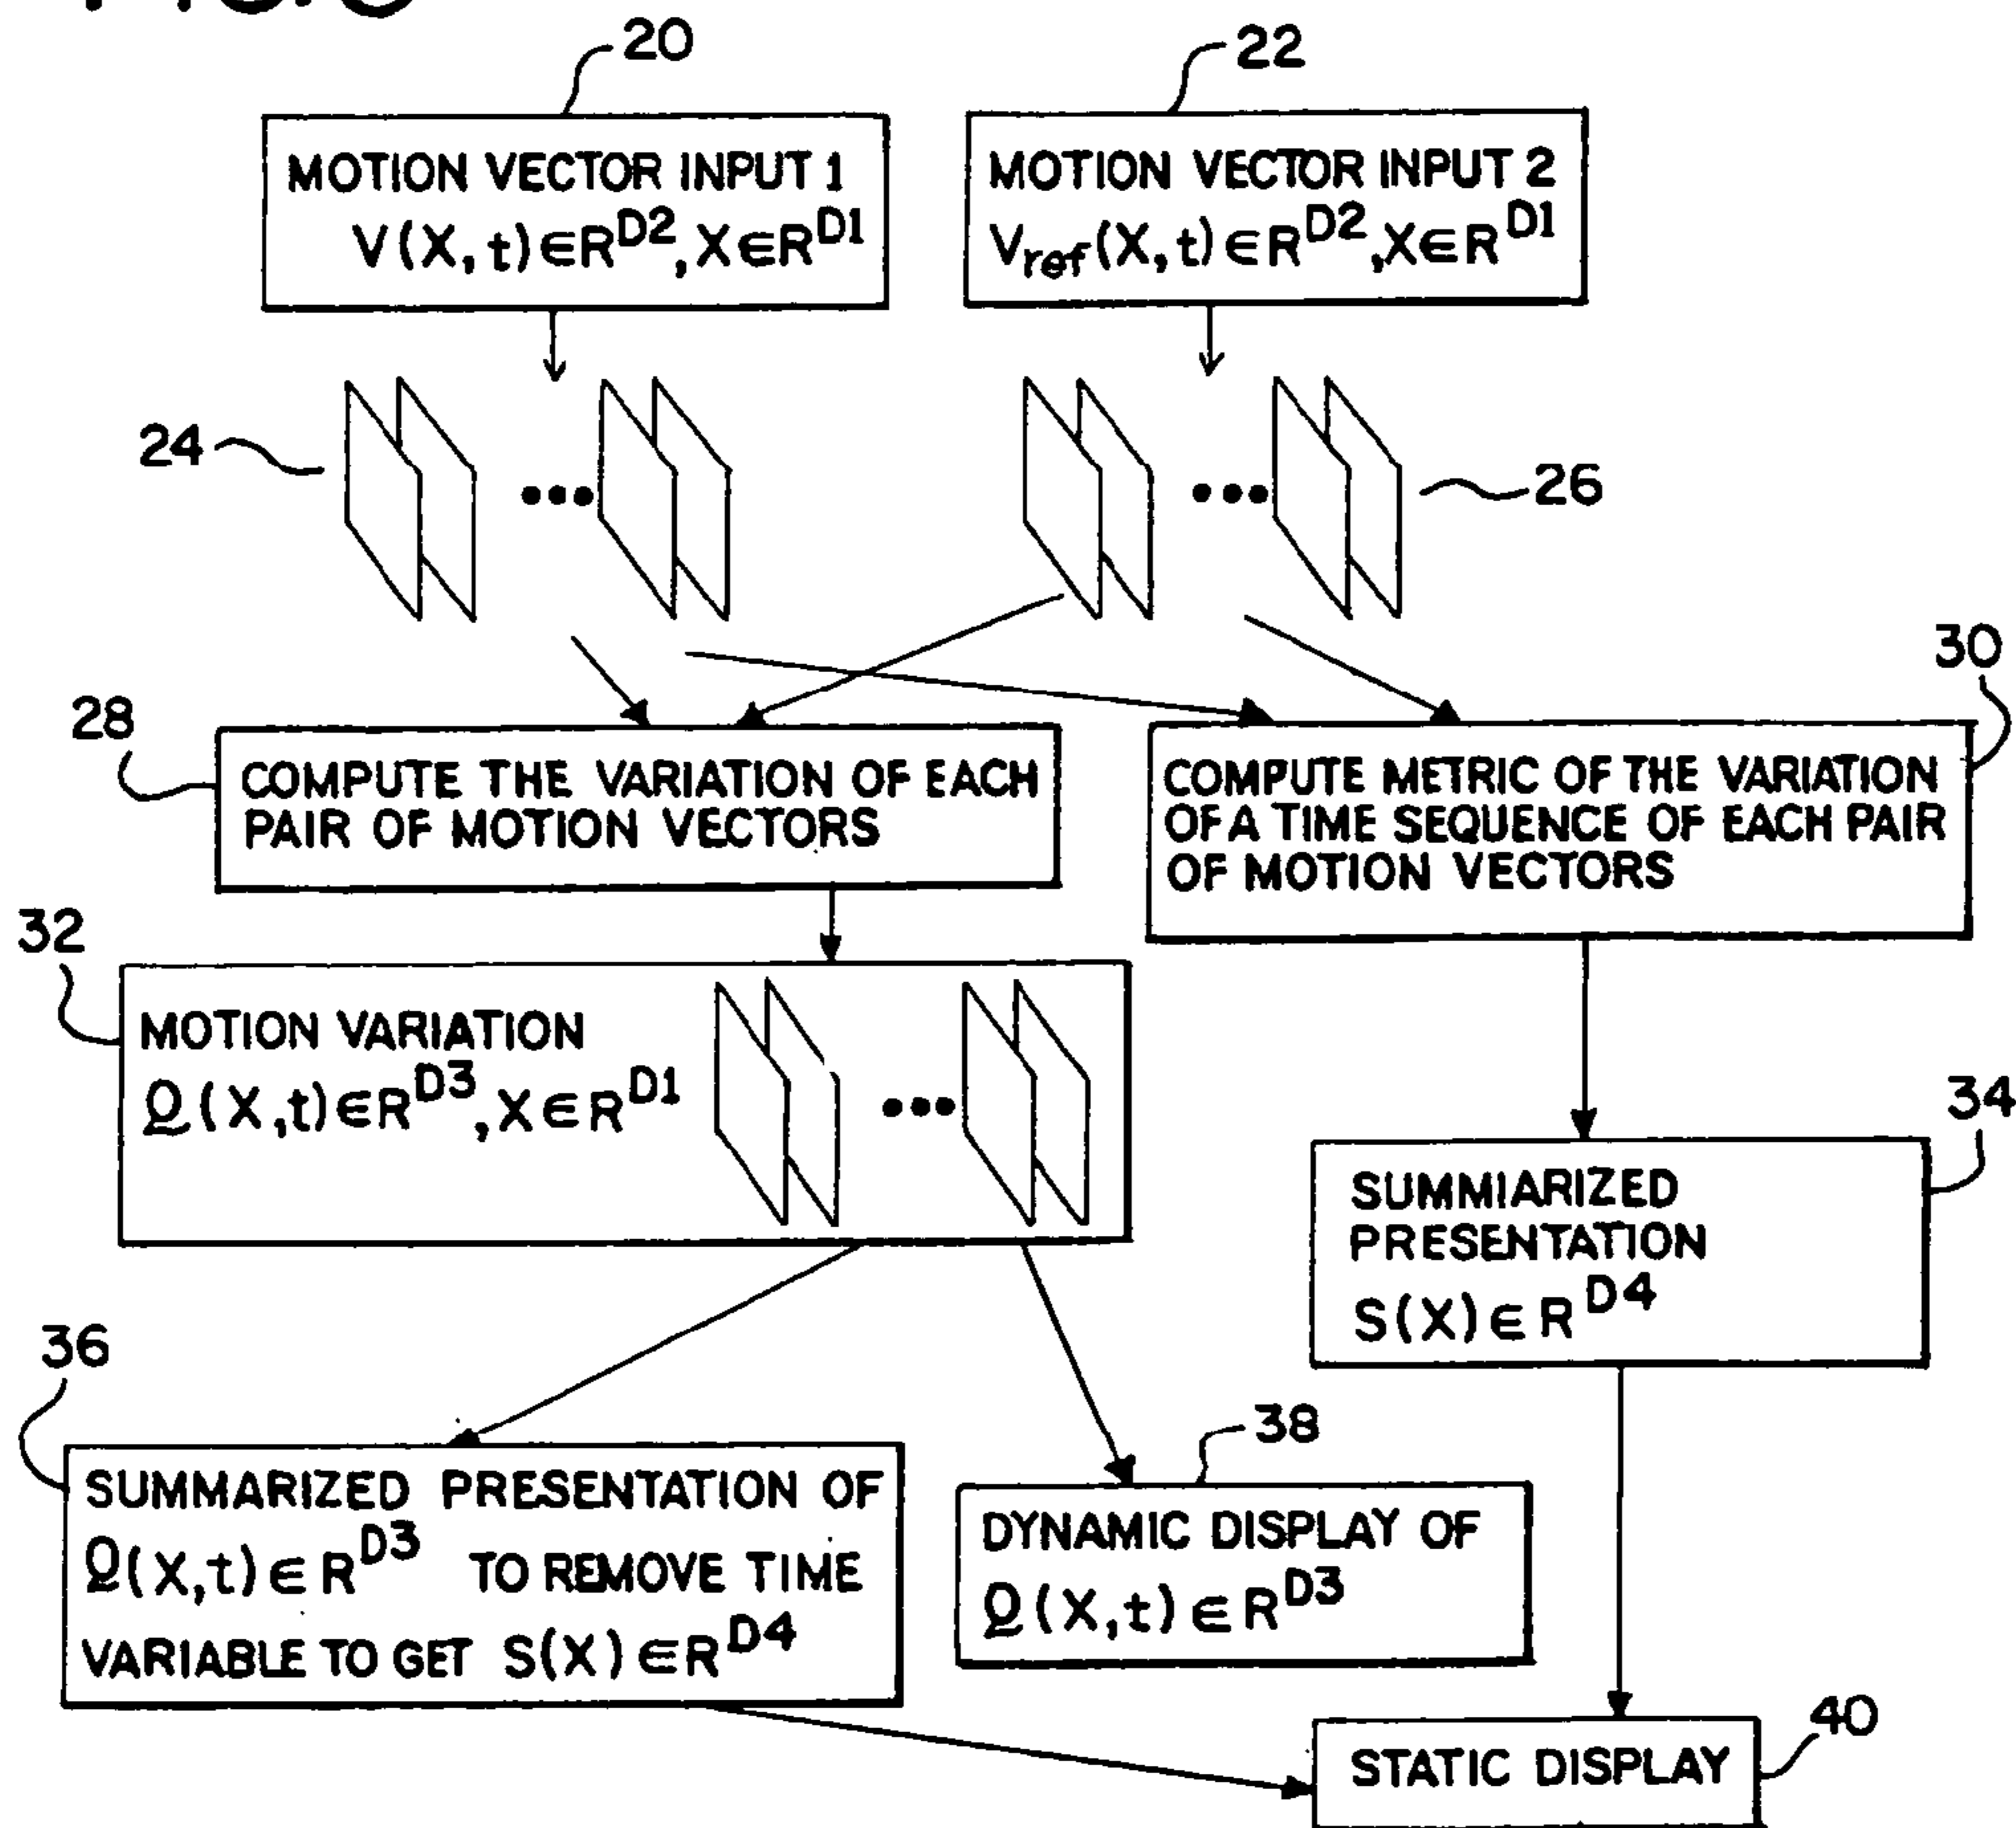 20
22
MOTION VECTOR INPUT 1
V(X,t)∈R^D2,X∈R^D1
MOTION VECTOR INPUT 2
V_ref(X,t)∈R^D2,X∈R^D1
24
26
28
30
COMPUTE THE VARIATION OF EACH
PAIR OF MOTION VECTORS
COMPUTE METRIC OF THE VARIATION
OF A TIME SEQUENCE OF EACH PAIR
OF MOTION VECTORS
32
MOTION VARIATION
Q(X,t)∈R^D3,X∈R^D1
34
SUMMIARIZED
PRESENTATION
S(X)∈R^D4
36
SUMMARIZED PRESENTATION OF
Q(X,t)∈R^D3 TO REMOVE TIME
VARIABLE TO GET S(X)∈R^D4
38
DYNAMIC DISPLAY OF
Q(X,t)∈R^D3
40
STATIC DISPLAY